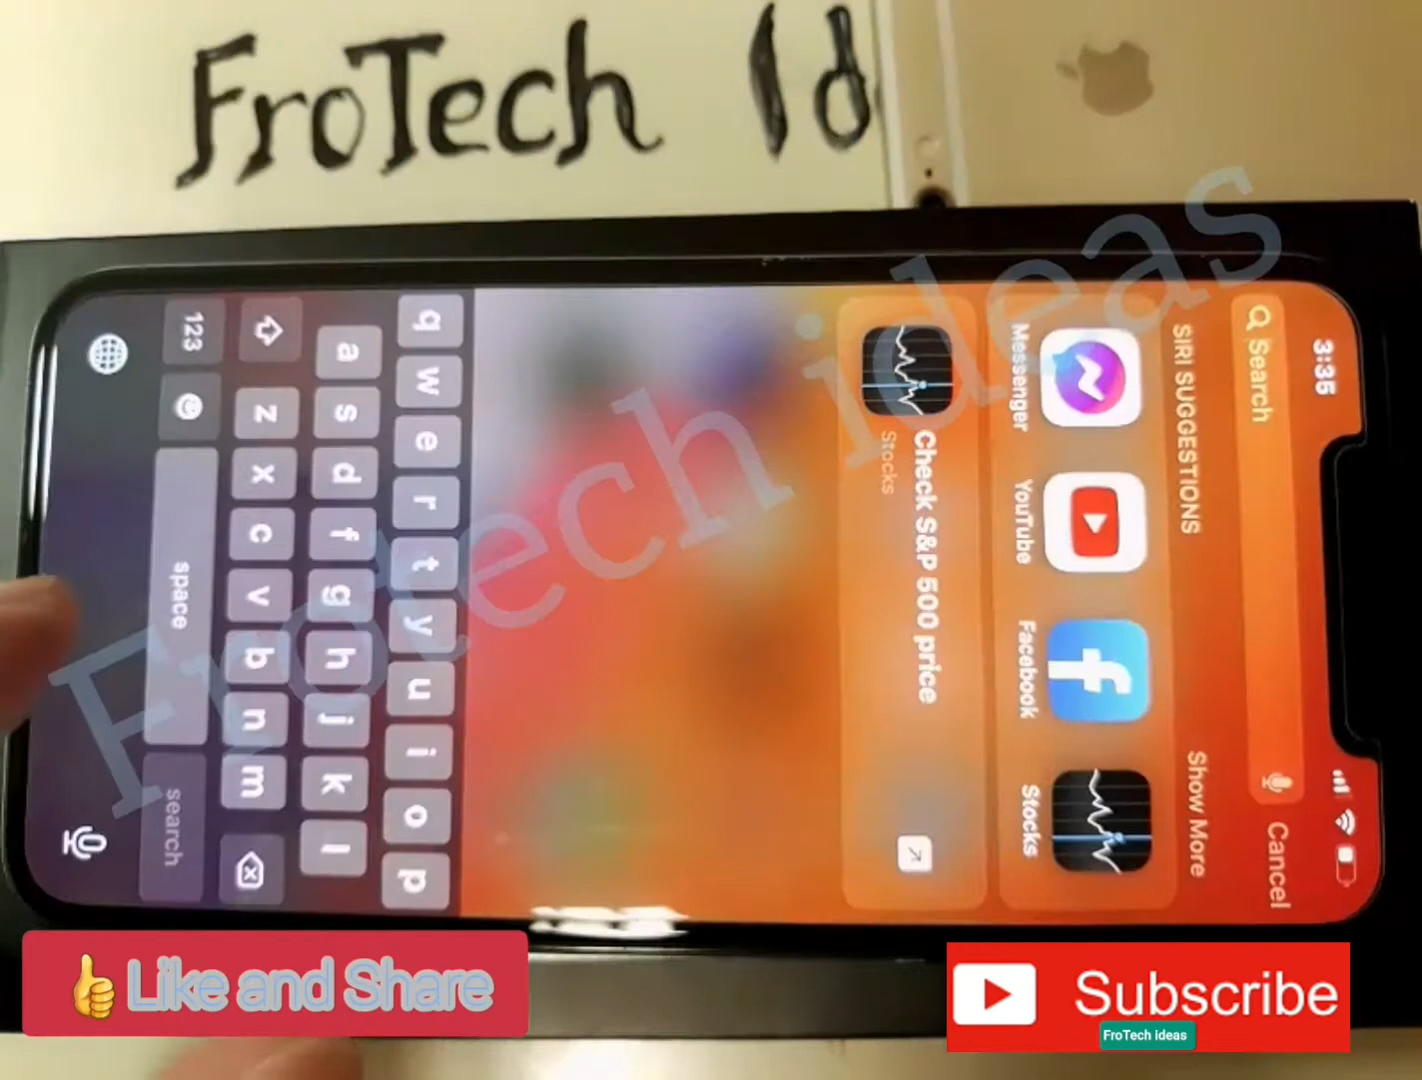 FroTech Id
Frotech ideas
3:35
Search
Cancel
SIRI SUGGESTIONS
Show More
Messenger YouTube Facebook Stocks
Check S&P 500 price
Stocks
q w e r t y u i o p
a s d f g h j k l
z x c v b n m
123 space search
Like and Share
Subscribe
FroTech ideas